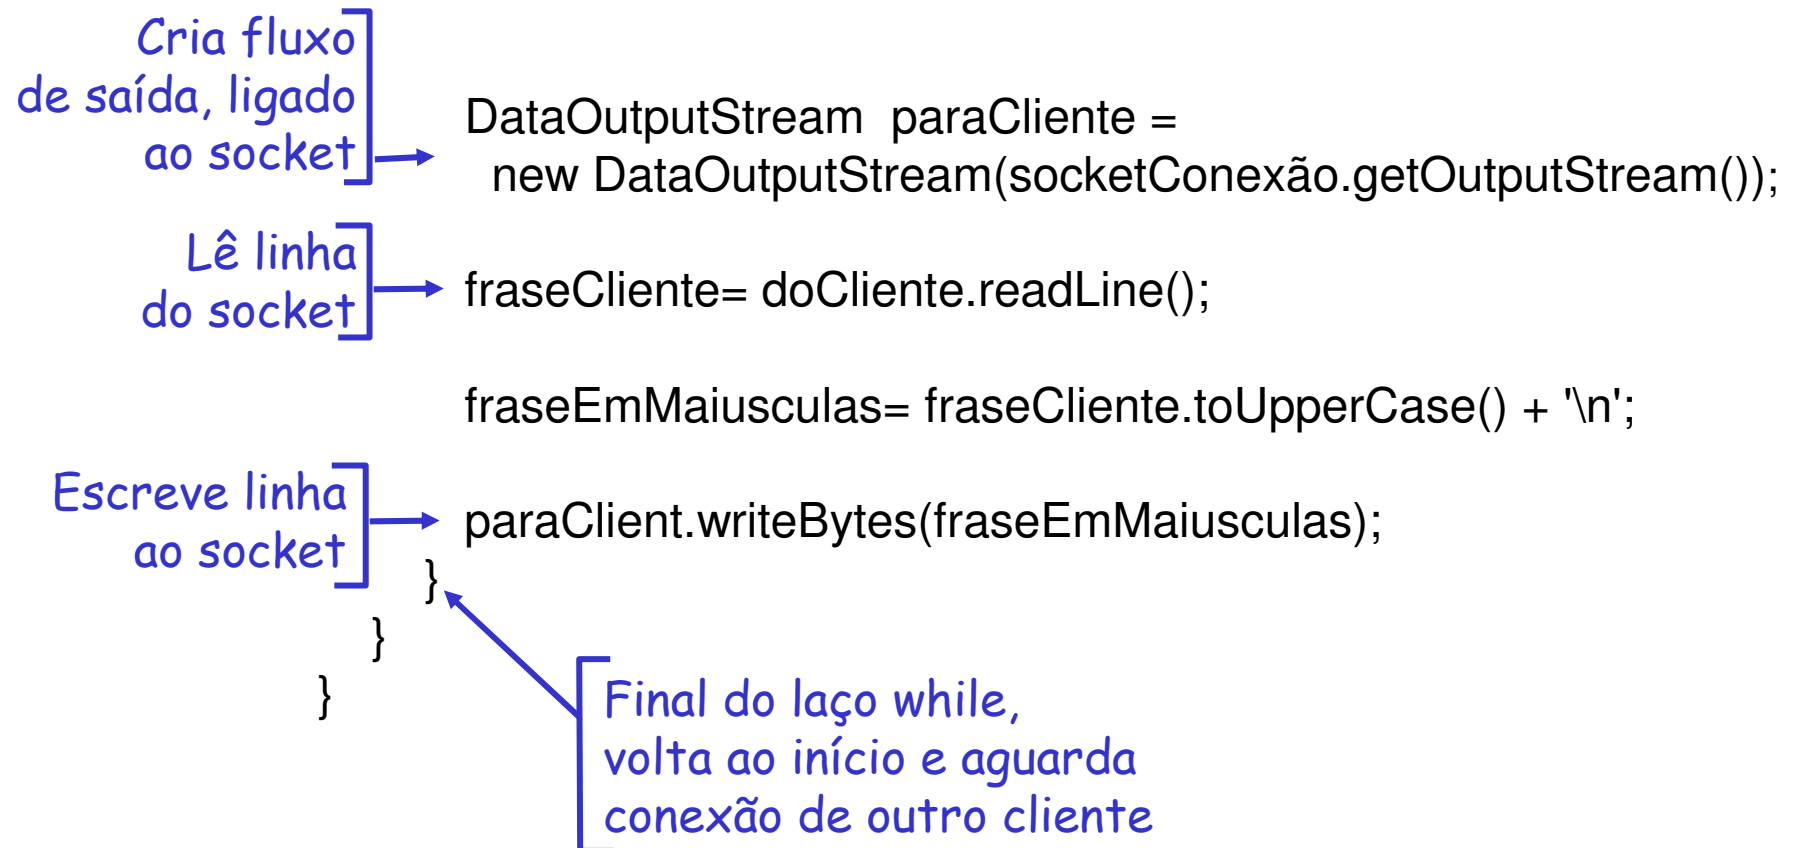 Cria fluxo
de saída, ligado
ao socket
DataOutputStream  paraCliente =
new DataOutputStream(socketConexão.getOutputStream());
Lê linha
do socket
fraseCliente= doCliente.readLine();
fraseEmMaiusculas= fraseCliente.toUpperCase() + '\n';
Escreve linha
ao socket
paraClient.writeBytes(fraseEmMaiusculas);
}
}
}
Final do laço while,
volta ao início e aguarda
conexão de outro cliente